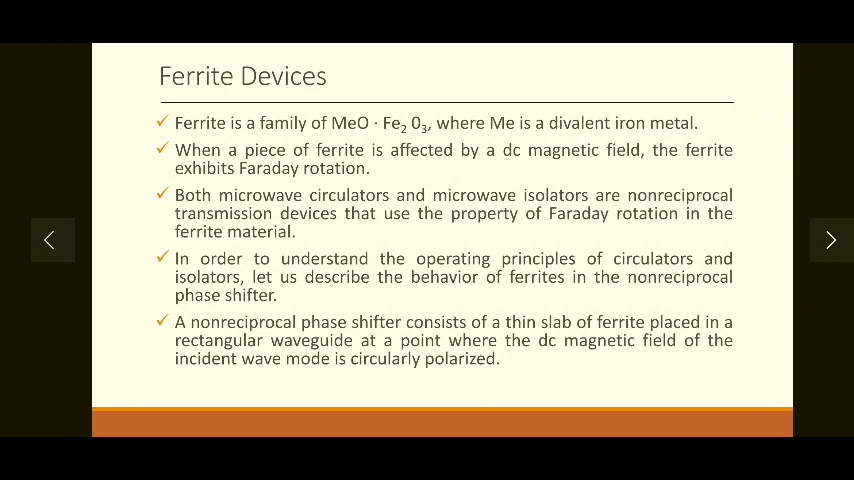 Ferrite Devices
✓ Ferrite is a family of MeO · Fe₂ 0₃, where Me is a divalent iron metal.
✓ When a piece of ferrite is affected by a dc magnetic field, the ferrite
exhibits Faraday rotation.
✓ Both microwave circulators and microwave isolators are nonreciprocal
transmission devices that use the property of Faraday rotation in the
ferrite material.
✓ In order to understand the operating principles of circulators and
isolators, let us describe the behavior of ferrites in the nonreciprocal
phase shifter.
✓ A nonreciprocal phase shifter consists of a thin slab of ferrite placed in a
rectangular waveguide at a point where the dc magnetic field of the
incident wave mode is circularly polarized.